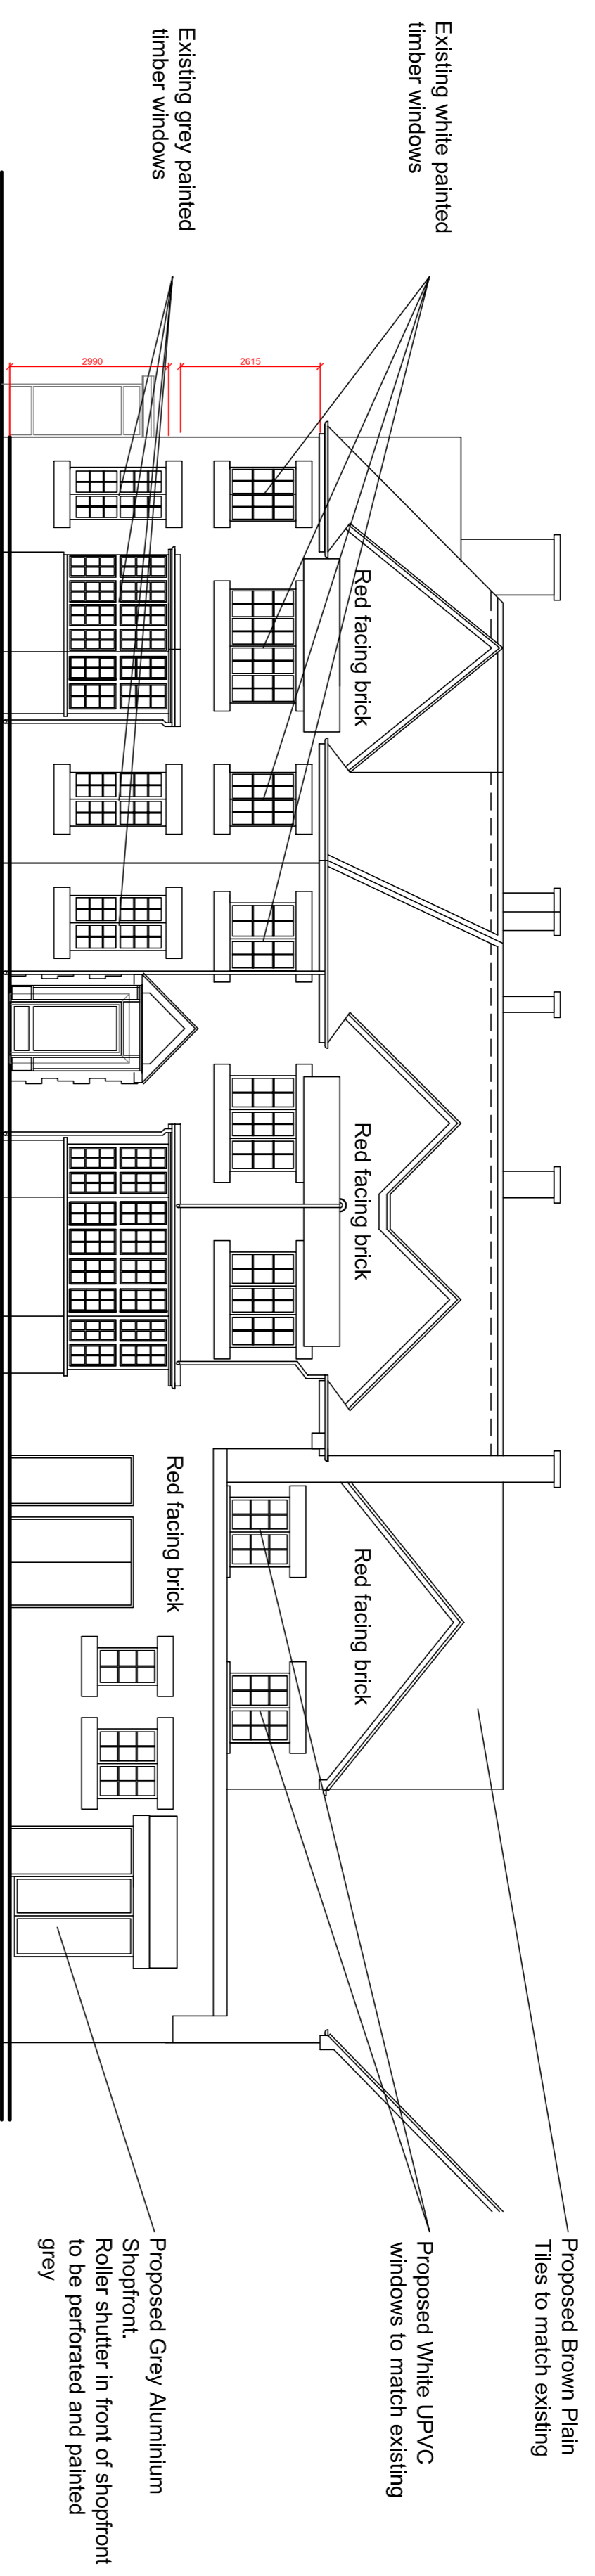 Existing white painted
timber windows
Existing grey painted
timber windows
2990
2615
Red facing brick
Red facing brick
Red facing brick
Red facing brick
Proposed Brown Plain
Tiles to match existing
Proposed White UPVC
windows to match existing
Proposed Grey Aluminium
Shopfront.
Roller shutter in front of shopfront
to be perforated and painted
grey